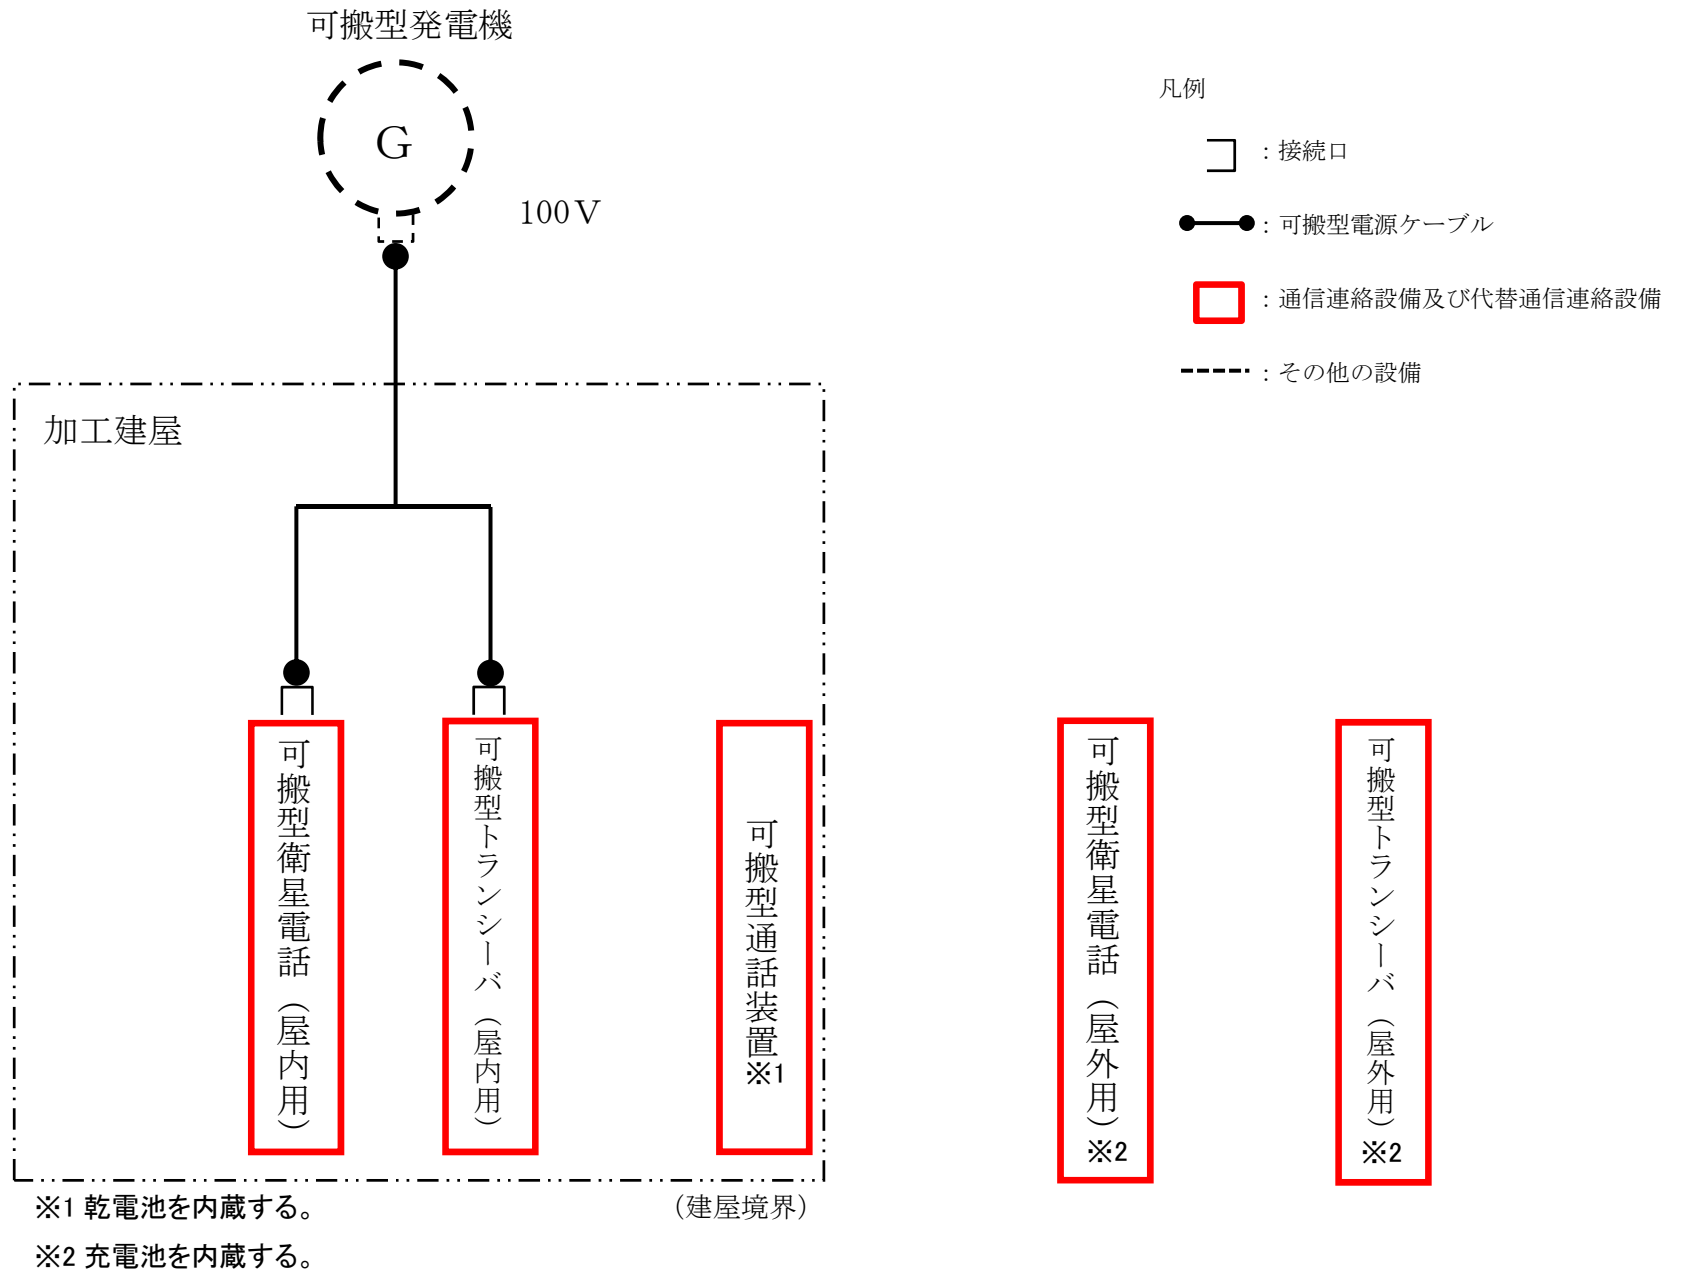 可搬型発電機
G
100V
凡例
：接続口
：可搬型電源ケーブル
：通信連絡設備及び代替通信連絡設備
：その他の設備
加工建屋
可搬型衛星電話（屋内用）
可搬型トランシーバ（屋内用）
可搬型通話装置※1
可搬型衛星電話（屋外用）※2
可搬型トランシーバ（屋外用）※2
（建屋境界）
※1 乾電池を内蔵する。
※2 充電池を内蔵する。